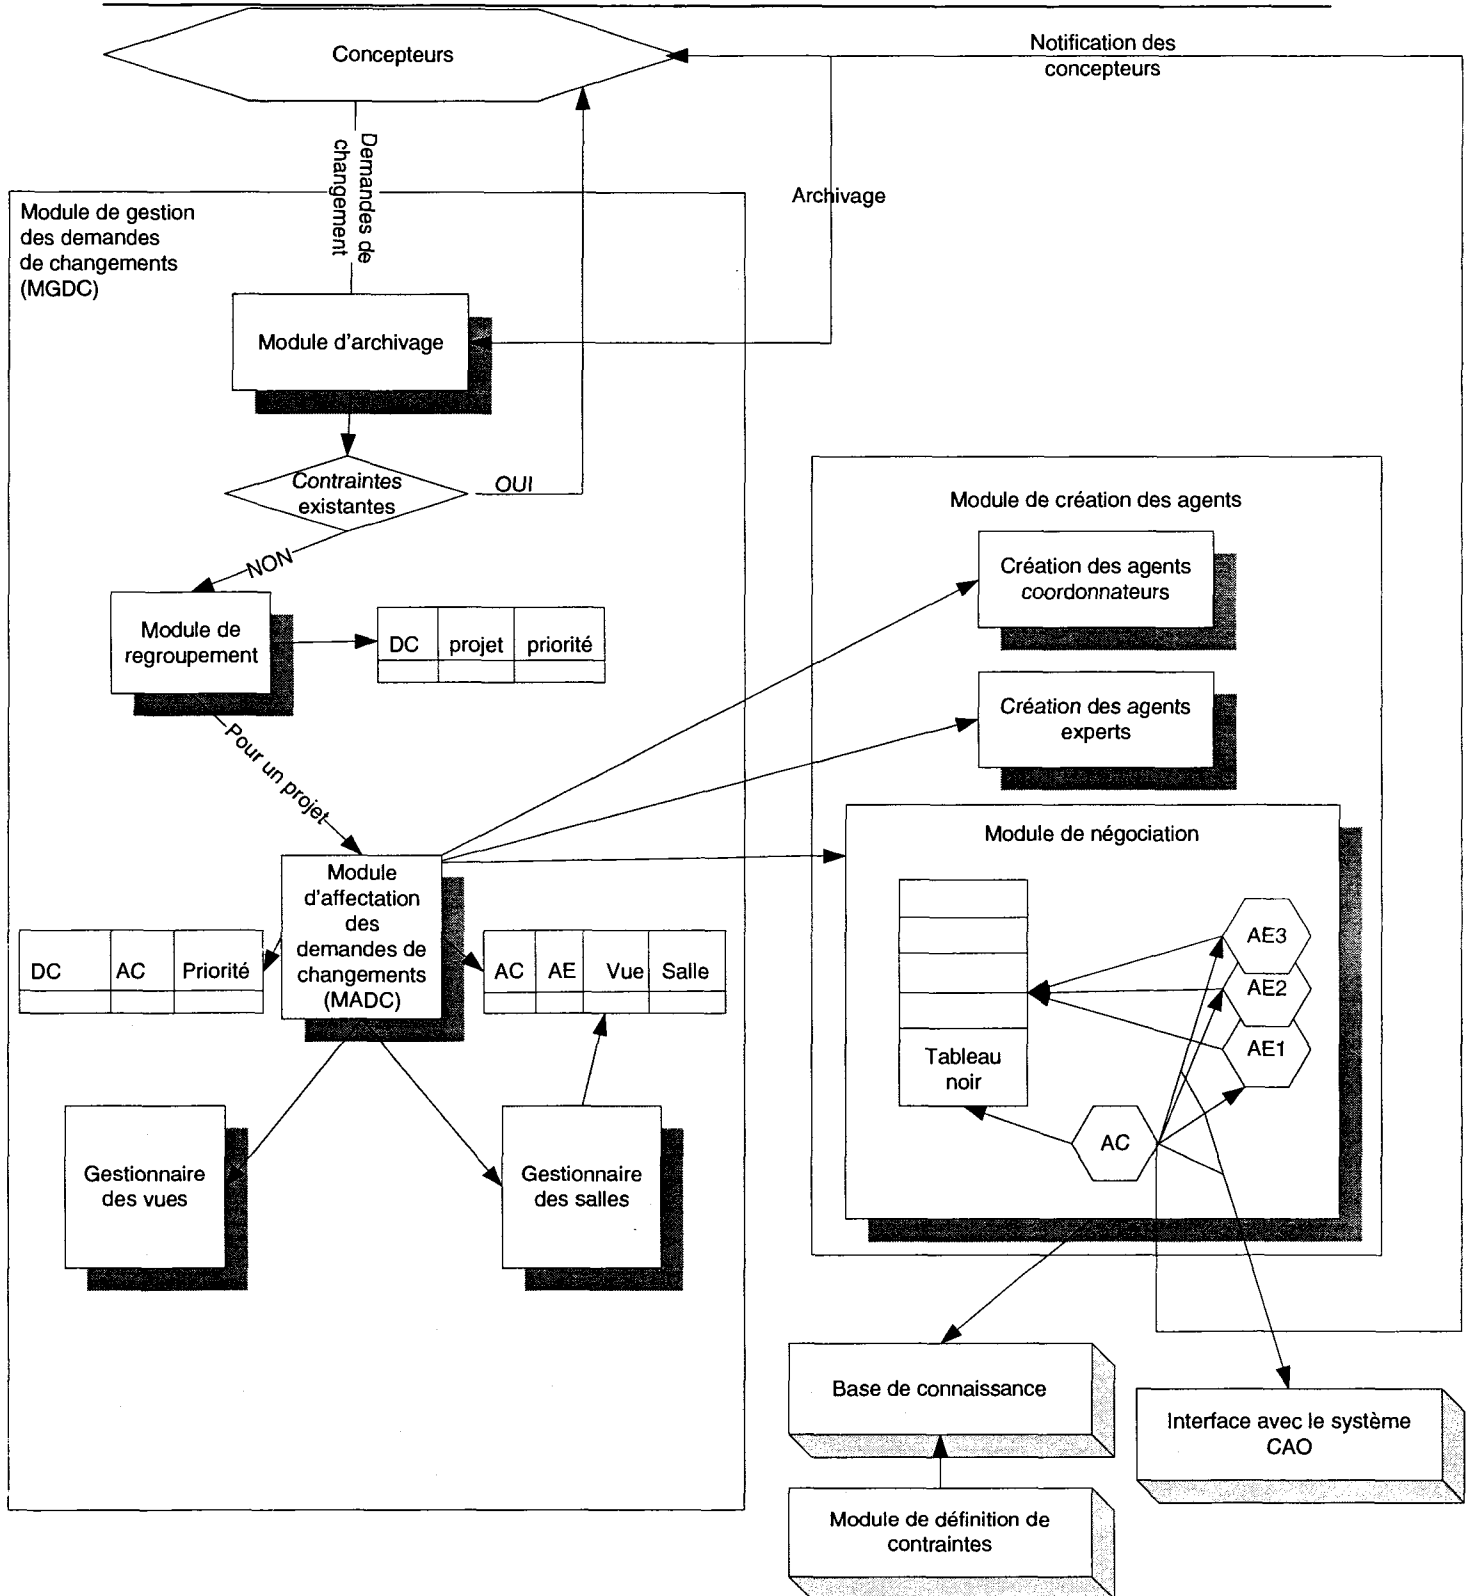 Concepteurs
Notification des
concepteurs
Demandes de
changement
Archivage
Module de gestion
des demandes
de changements
(MGDC)
Module d'archivage
Contraintes
existantes
OUI
NON
Module de
regroupement
DC projet priorité
Pour un projet
Module
d'affectation
des
demandes de
changements
(MADC)
DC AC Priorité
AC AE Vue Salle
Gestionnaire
des vues
Gestionnaire
des salles
Module de création des agents
Création des agents
coordonnateurs
Création des agents
experts
Module de négociation
AE3
AE2
AE1
Tableau
noir
AC
Base de connaissance
Interface avec le système
CAO
Module de définition de
contraintes